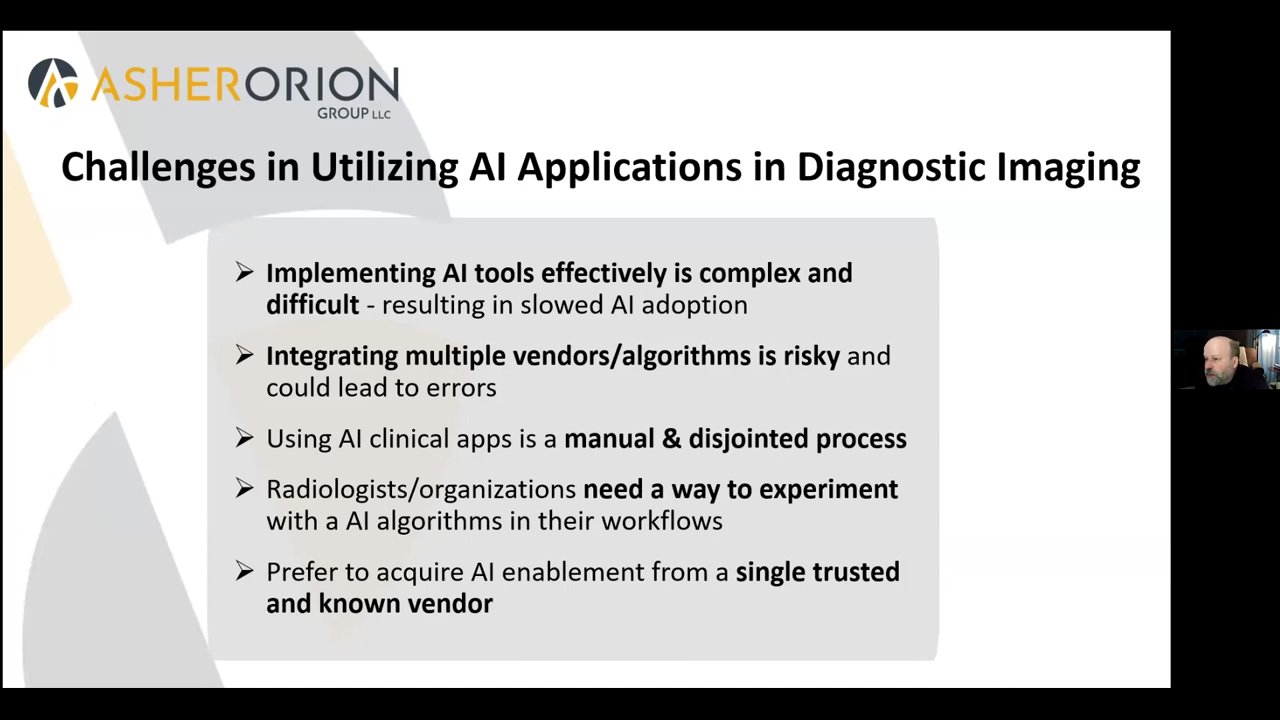 ASHERORION
GROUP LLC
Challenges in Utilizing AI Applications in Diagnostic Imaging
➢ Implementing AI tools effectively is complex and
difficult - resulting in slowed AI adoption
➢ Integrating multiple vendors/algorithms is risky and
could lead to errors
➢ Using AI clinical apps is a manual & disjointed process
➢ Radiologists/organizations need a way to experiment
with a AI algorithms in their workflows
➢ Prefer to acquire AI enablement from a single trusted
and known vendor